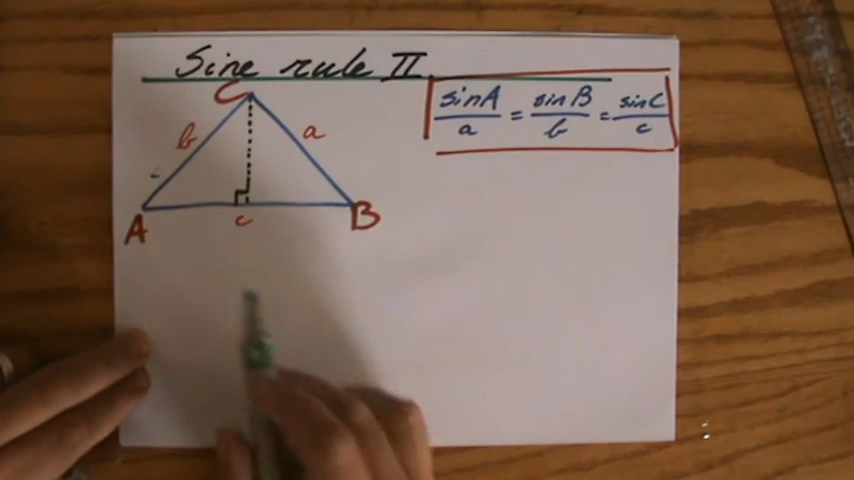 Sine rule II
sinA/a = sinB/b = sinC/c
C
b
a
A
c
B